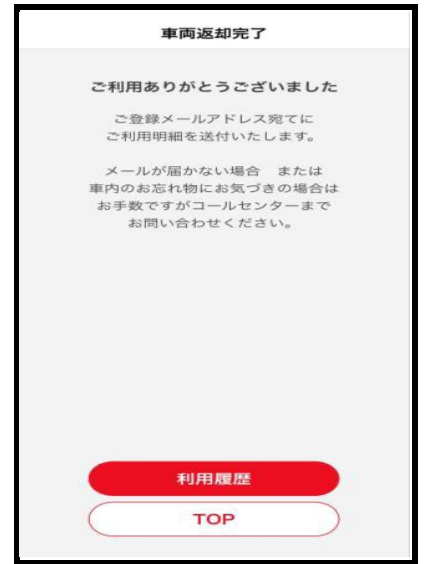 車両返却完了
ご利用ありがとうございました
ご登録メールアドレス宛てに
ご利用明細を送付いたします。
メールが届かない場合　または
車内のお忘れ物にお気づきの場合は
お手数ですがコールセンターまで
お問い合わせください。
利用履歴
TOP